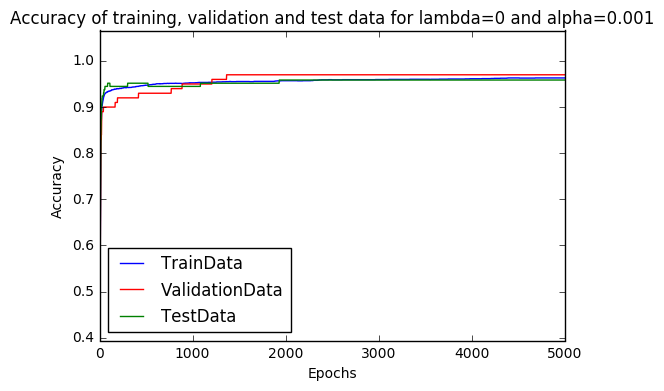 Accuracy of training, validation and test data for lambda=0 and alpha=0.001
1.0
0.9
0.8
0.7
0.6
0.5
0.4
Accuracy
TrainData
ValidationData
TestData
0 1000 2000 3000 4000 5000
Epochs